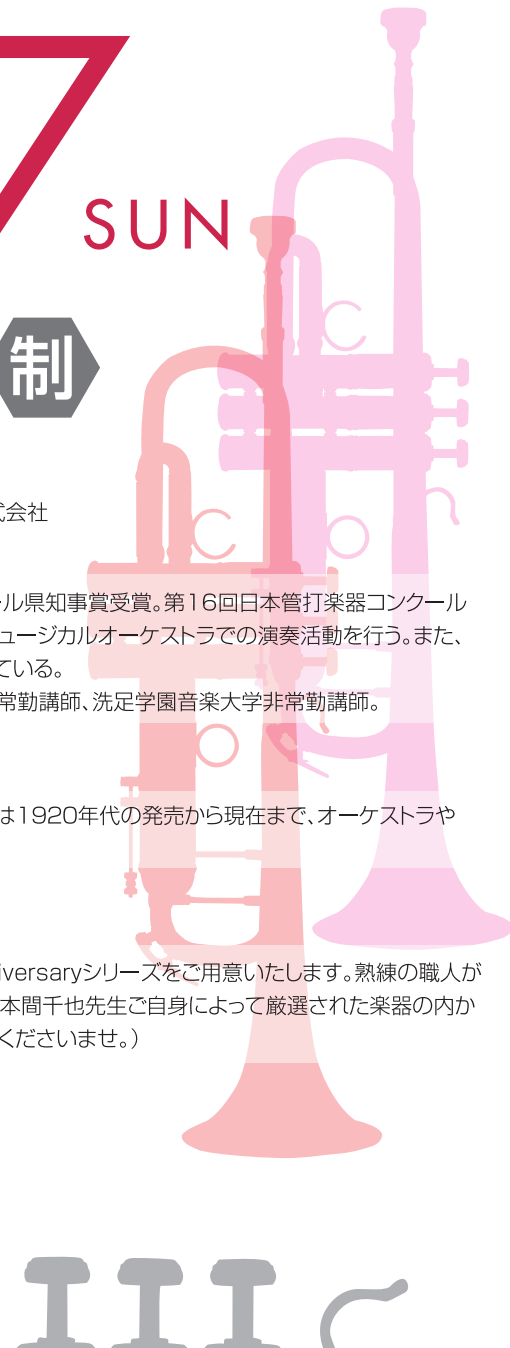 7
SUN
制
式会社
ール県知事賞受賞。第16回日本管打楽器コンクール
ュージカルオーケストラでの演奏活動を行う。また、
ている。
常勤講師、洗足学園音楽大学非常勤講師。
は1920年代の発売から現在まで、オーケストラや
iversaryシリーズをご用意いたします。熟練の職人が
本間千也先生ご自身によって厳選された楽器の内か
くださいませ。）